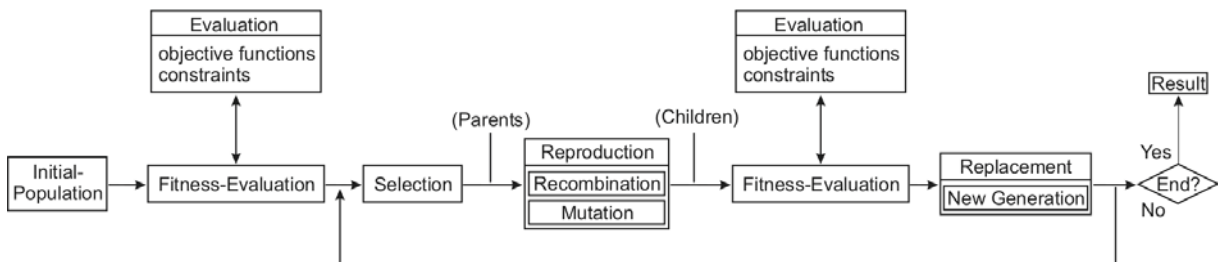 Evaluation
objective functions
constraints
Evaluation
objective functions
constraints
Result
(Parents)
(Children)
Initial-
Population
Fitness-Evaluation
Selection
Reproduction
Recombination
Mutation
Fitness-Evaluation
Replacement
New Generation
Yes
End?
No